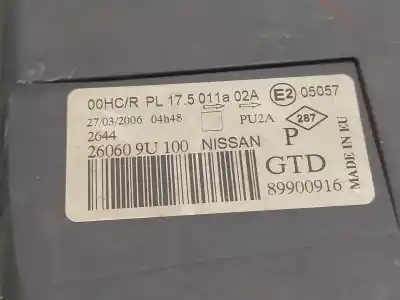 00HC/R PL 17.5 011a 02A E2 05057
27/03/2006 04h48 PU2A 287
2644
26060 9U 100 NISSAN P
GTD
89900916
MADE IN EU